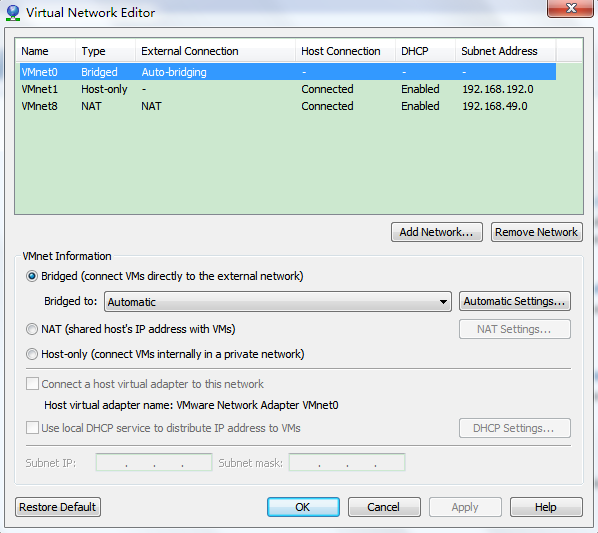 Virtual Network Editor
Name Type External Connection Host Connection DHCP Subnet Address
VMnet0 Bridged Auto-bridging - - -
VMnet1 Host-only - Connected Enabled 192.168.192.0
VMnet8 NAT NAT Connected Enabled 192.168.49.0
Add Network... Remove Network
VMnet Information
Bridged (connect VMs directly to the external network)
Bridged to: Automatic Automatic Settings...
NAT (shared host's IP address with VMs) NAT Settings...
Host-only (connect VMs internally in a private network)
Connect a host virtual adapter to this network
Host virtual adapter name: VMware Network Adapter VMnet0
Use local DHCP service to distribute IP address to VMs DHCP Settings...
Subnet IP: . . . Subnet mask: . . .
Restore Default OK Cancel Apply Help